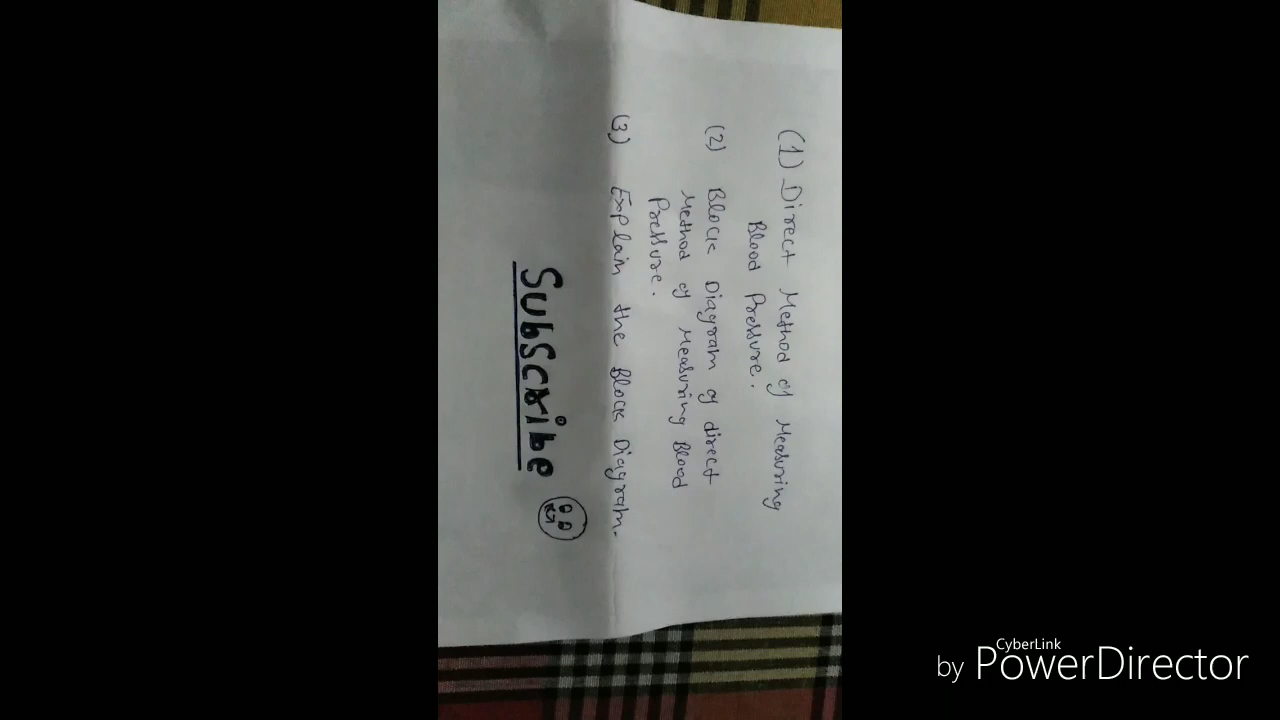 (1) Direct Method of Measuring
Blood Pressure.
(2) Block Diagram of direct
Method of Measuring Blood
Pressure.
(3) Explain the Block Diagram.
Subscribe
by CyberLink PowerDirector